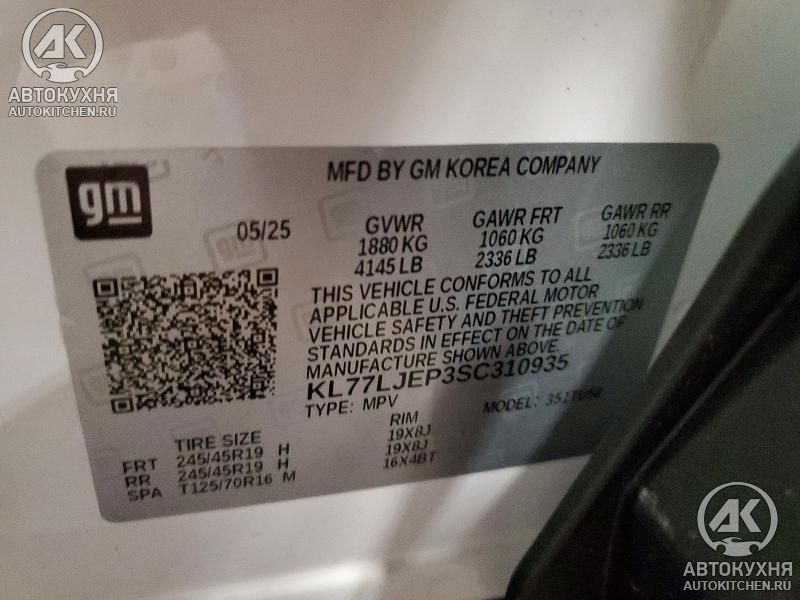 АВТОКУХНЯ
AUTOKITCHEN.RU
gm
MFD BY GM KOREA COMPANY
05/25
GVWR GAWR FRT GAWR RR
1880 KG 1060 KG 1060 KG
4145 LB 2336 LB 2336 LB
THIS VEHICLE CONFORMS TO ALL
APPLICABLE U.S. FEDERAL MOTOR
VEHICLE SAFETY AND THEFT PREVENTION
STANDARDS IN EFFECT ON THE DATE OF
MANUFACTURE SHOWN ABOVE.
KL77LJEP3SC310935
TYPE: MPV MODEL:
TIRE SIZE RIM
FRT 245/45R19 H 19X8J
RR 245/45R19 H 19X8J
SPA T125/70R16 M 16X4BT
АВТОКУХНЯ
AUTOKITCHEN.RU